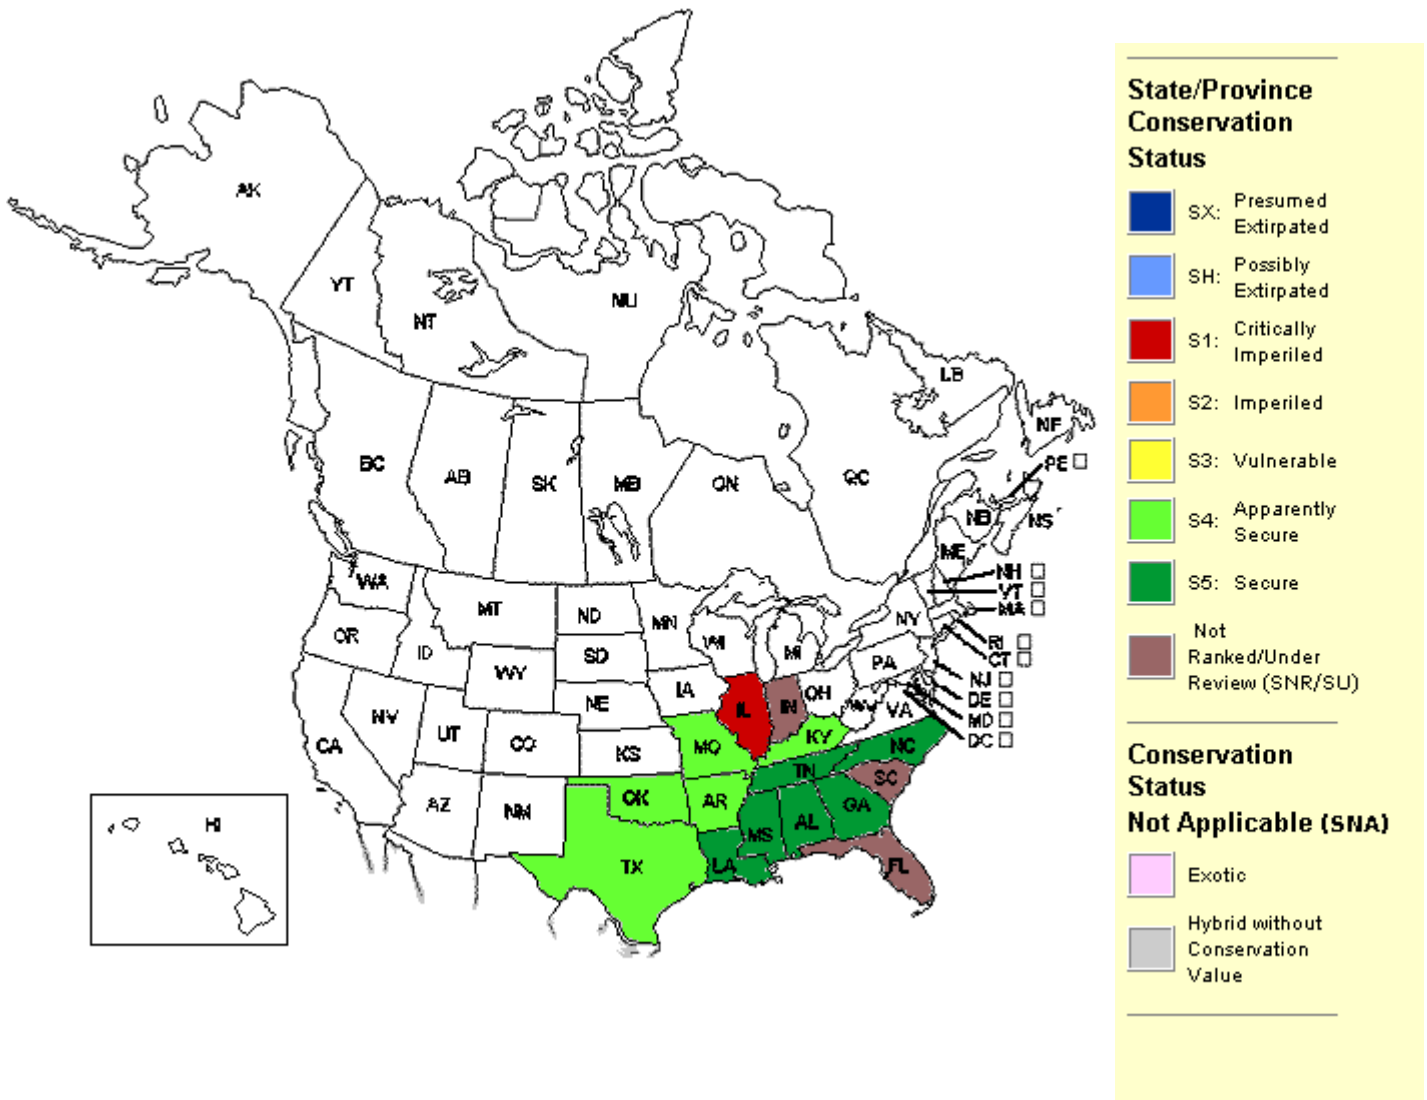 AK
YT
NT
NU
BC
AB
SK
MB
ON
QC
LB
NF
PE
NB
NS
ME
NH
VT
MA
RI
CT
NJ
DE
MD
DC
WA
MT
ND
MN
WI
MI
NY
OR
ID
WY
SD
IA
PA
OH
NE
IL
IN
WV
VA
CA
NV
UT
CO
KS
MO
KY
NC
TN
SC
AZ
NM
OK
AR
MS
AL
GA
TX
LA
FL
HI
State/Province
Conservation
Status
SX: Presumed
Extirpated
SH: Possibly
Extirpated
S1: Critically
Imperiled
S2: Imperiled
S3: Vulnerable
S4: Apparently
Secure
S5: Secure
Not
Ranked/Under
Review (SNR/SU)
Conservation
Status
Not Applicable (SNA)
Exotic
Hybrid without
Conservation
Value